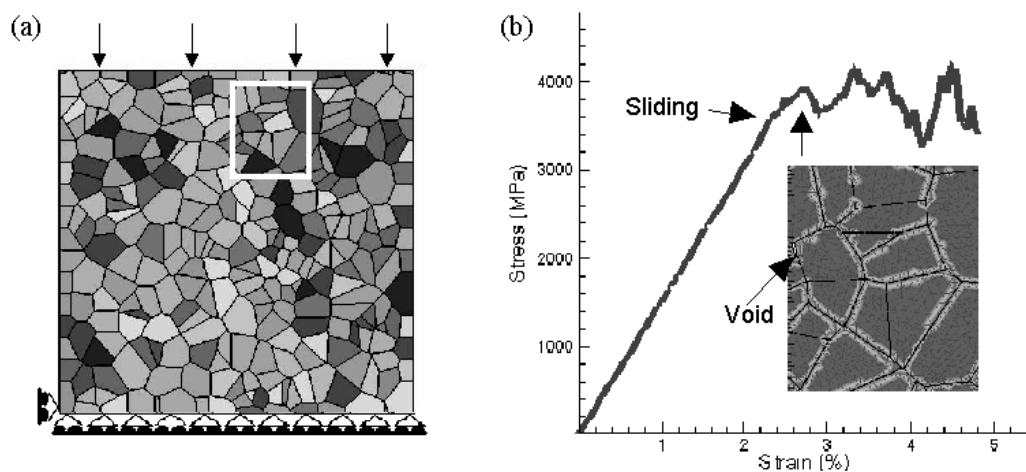 (a)
(b)
4000
3000
2000
1000
Stress (MPa)
Sliding
Void
1
2
3
4
5
Strain (%)